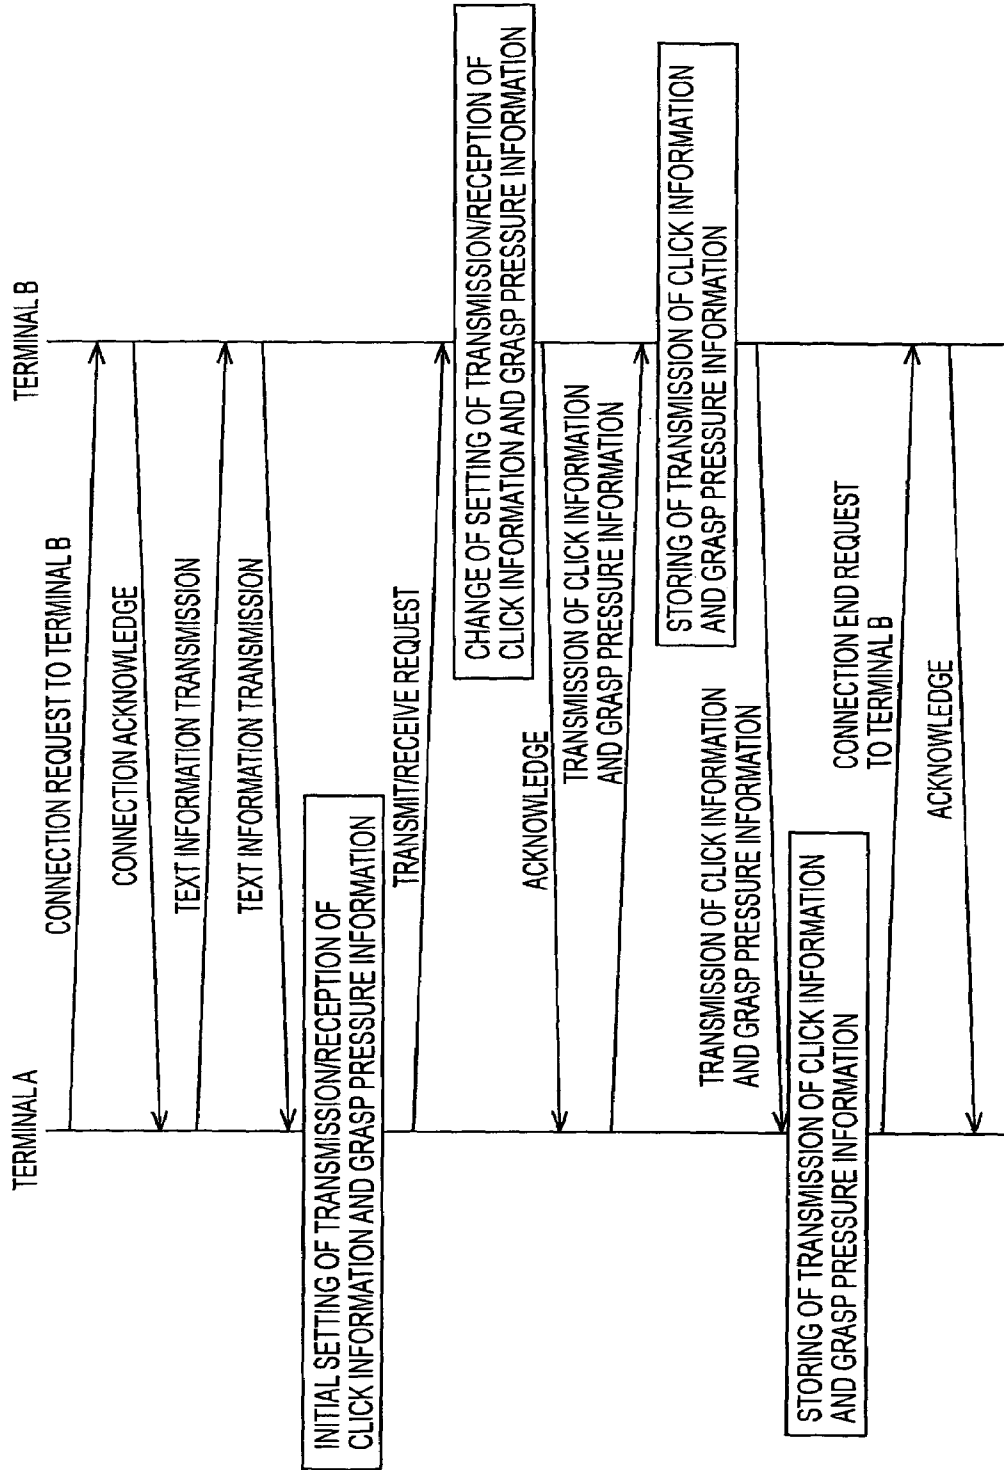 TERMINAL A
TERMINAL B
CONNECTION REQUEST TO TERMINAL B
CONNECTION ACKNOWLEDGE
TEXT INFORMATION TRANSMISSION
TEXT INFORMATION TRANSMISSION
INITIAL SETTING OF TRANSMISSION/RECEPTION OF
CLICK INFORMATION AND GRASP PRESSURE INFORMATION
TRANSMIT/RECEIVE REQUEST
CHANGE OF SETTING OF TRANSMISSION/RECEPTION OF
CLICK INFORMATION AND GRASP PRESSURE INFORMATION
ACKNOWLEDGE
TRANSMISSION OF CLICK INFORMATION
AND GRASP PRESSURE INFORMATION
STORING OF TRANSMISSION OF CLICK INFORMATION
AND GRASP PRESSURE INFORMATION
TRANSMISSION OF CLICK INFORMATION
AND GRASP PRESSURE INFORMATION
STORING OF TRANSMISSION OF CLICK INFORMATION
AND GRASP PRESSURE INFORMATION
CONNECTION END REQUEST
TO TERMINAL B
ACKNOWLEDGE